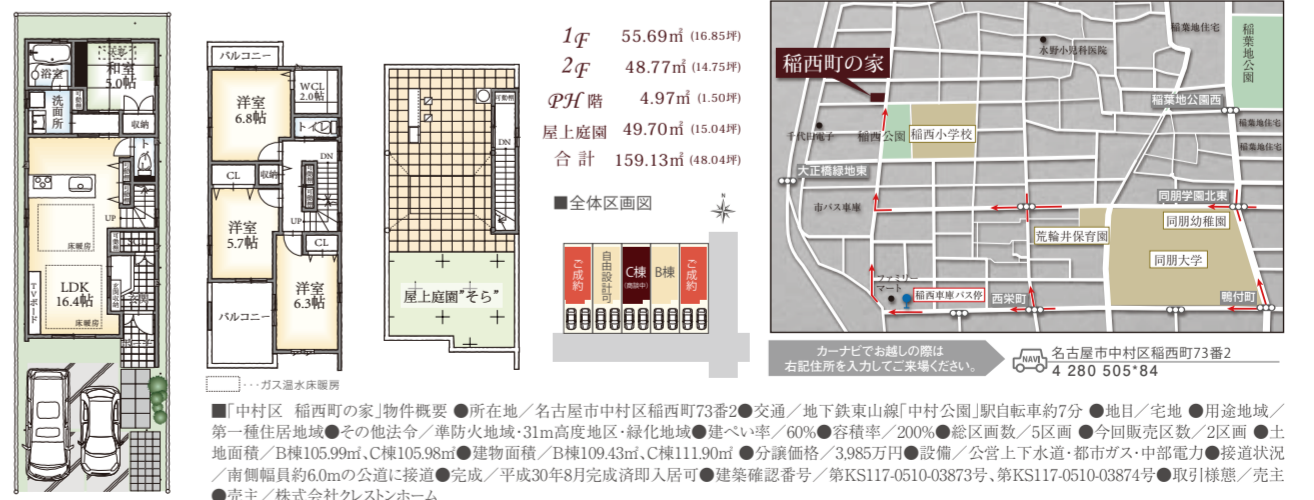 浴室
和室
5.0帖
洗面所
収納
UP
床暖房
LDK
16.4帖
TVボード
床暖房
バルコニー
洋室
6.8帖
WCL
2.0帖
トイレ
DN
CL
収納
洋室
5.7帖
UP
CL
洋室
6.3帖
バルコニー
・・・ガス温水床暖房
可動棚
DN
屋上庭園"そら"
1F 55.69㎡ (16.85坪)
2F 48.77㎡ (14.75坪)
PH階 4.97㎡ (1.50坪)
屋上庭園 49.70㎡ (15.04坪)
合計 159.13㎡ (48.04坪)
■全体区画図
N
ご成約
自由設計可
C棟
(商談中)
B棟
ご成約
稲西町の家
水野小児科医院
稲葉地住宅
稲葉地公園
稲葉地公園西
稲葉地住宅
稲葉地住宅
千代田電子
稲西公園
稲西小学校
大正橋緑地東
市バス車庫
同朋学園北東
同朋幼稚園
荒輪井保育園
同朋大学
ファミリーマート
稲西車庫バス停
西栄町
鴨付町
カーナビでお越しの際は
右記住所を入力してご来場ください。
NAVI
名古屋市中村区稲西町73番2
4 280 505*84
■「中村区 稲西町の家」物件概要 ●所在地／名古屋市中村区稲西町73番2●交通／地下鉄東山線「中村公園」駅自転車約7分 ●地目／宅地 ●用途地域／
第一種住居地域●その他法令／準防火地域・31m高度地区・緑化地域●建ぺい率／60%●容積率／200%●総区画数／5区画 ●今回販売区数／2区画 ●土
地面積／B棟105.99㎡、C棟105.98㎡●建物面積／B棟109.43㎡、C棟111.90㎡ ●分譲価格／3,985万円●設備／公営上下水道・都市ガス・中部電力●接道状況
／南側幅員約6.0mの公道に接道●完成／平成30年8月完成済即入居可●建築確認番号／第KS117-0510-03873号、第KS117-0510-03874号●取引様態／売主
●売主／株式会社クレストンホーム